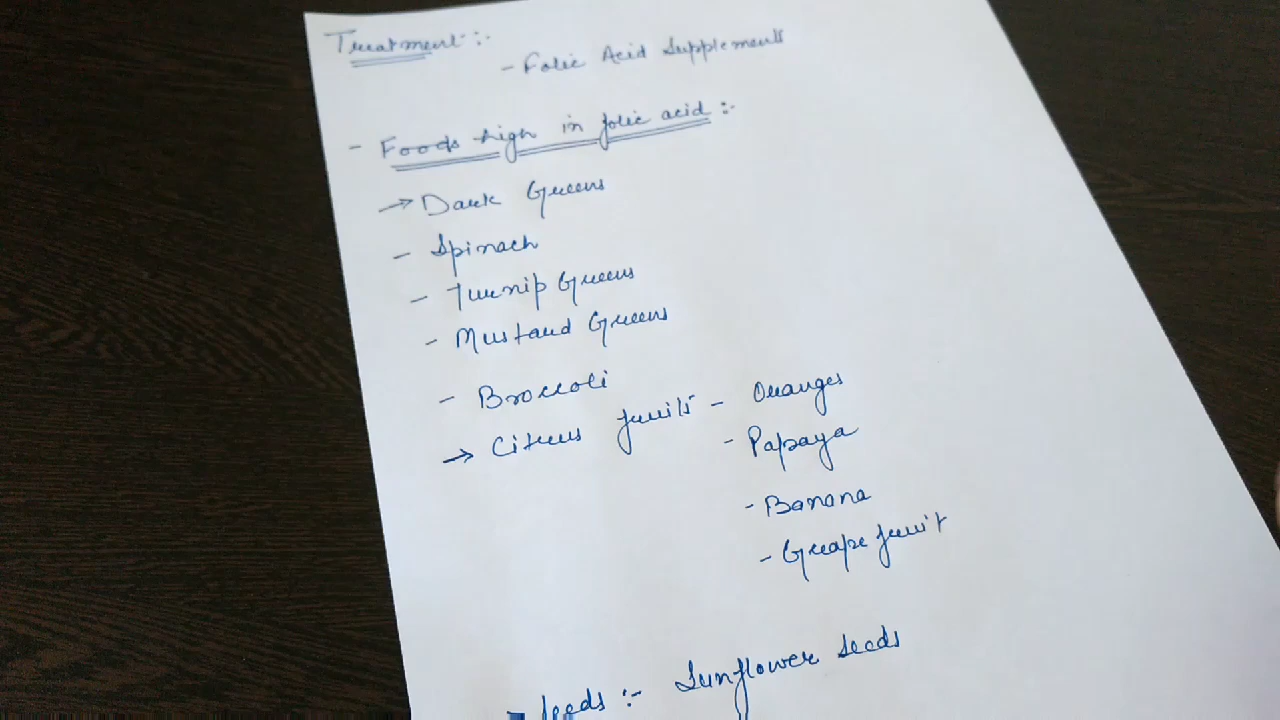 Treatment :-
- Folic Acid Supplements
- Foods high in folic acid :-
→ Dark Greens
- Spinach
- Turnip Greens
- Mustard Greens
- Broccoli
→ Citrus fruits - Oranges
- Papaya
- Banana
- Grape fruit
→ Seeds :- Sunflower seeds